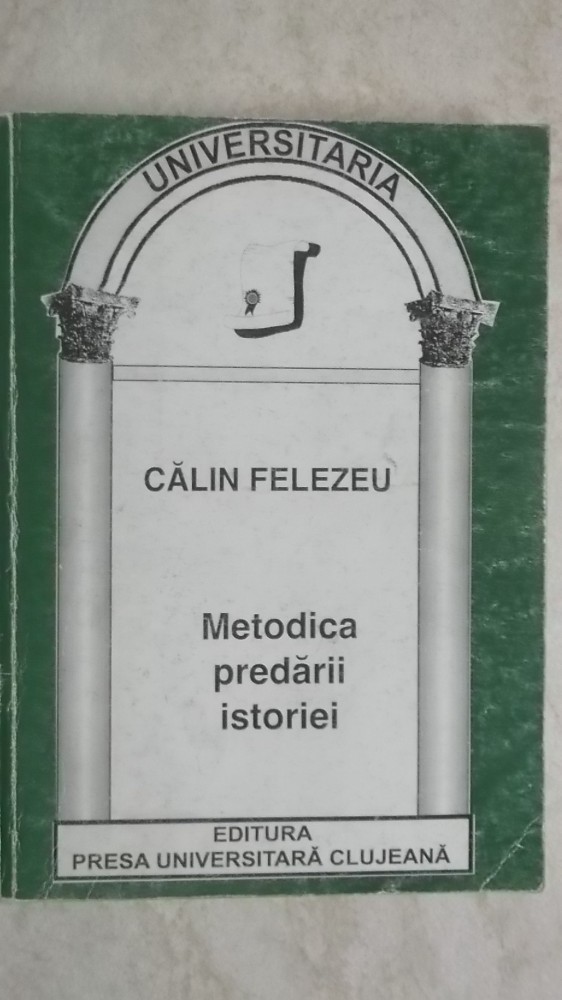 UNIVERSITARIA
CĂLIN FELEZEU
Metodica
predării
istoriei
EDITURA
PRESA UNIVERSITARĂ CLUJEANĂ